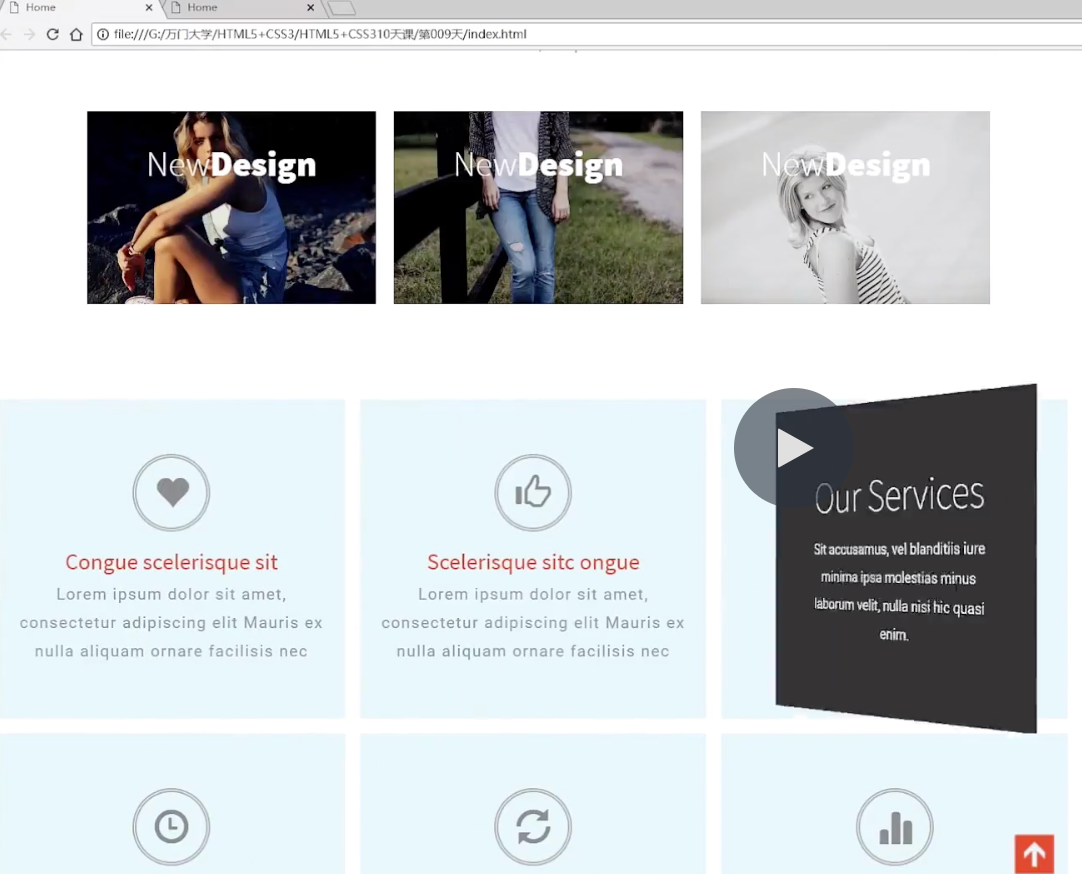 Home
Home
file:///G:/万门大学/HTML5+CSS3/HTML5+CSS310天课/第009天/index.html
NewDesign
NewDesign
NewDesign
Congue scelerisque sit
Lorem ipsum dolor sit amet,
consectetur adipiscing elit Mauris ex
nulla aliquam ornare facilisis nec
Scelerisque sitc ongue
Lorem ipsum dolor sit amet,
consectetur adipiscing elit Mauris ex
nulla aliquam ornare facilisis nec
Our Services
Sit accusamus, vel blanditiis iure
minima ipsa molestias minus
laborum velit, nulla nisi hic quasi
enim.